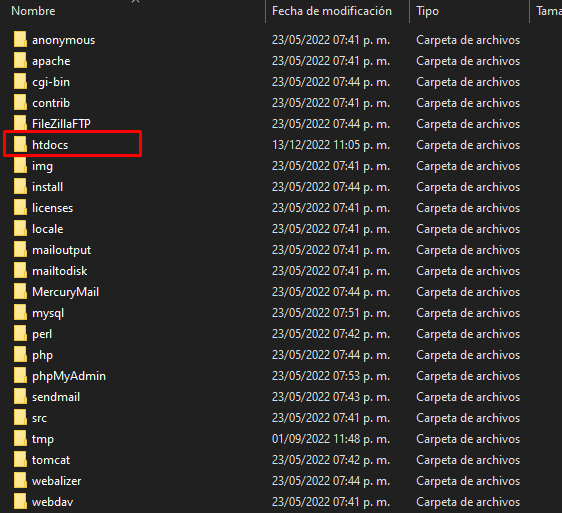 Nombre Fecha de modificación Tipo Tama
anonymous 23/05/2022 07:41 p. m. Carpeta de archivos
apache 23/05/2022 07:41 p. m. Carpeta de archivos
cgi-bin 23/05/2022 07:44 p. m. Carpeta de archivos
contrib 23/05/2022 07:41 p. m. Carpeta de archivos
FileZillaFTP 23/05/2022 07:44 p. m. Carpeta de archivos
htdocs 13/12/2022 11:05 p. m. Carpeta de archivos
img 23/05/2022 07:41 p. m. Carpeta de archivos
install 23/05/2022 07:44 p. m. Carpeta de archivos
licenses 23/05/2022 07:41 p. m. Carpeta de archivos
locale 23/05/2022 07:41 p. m. Carpeta de archivos
mailoutput 23/05/2022 07:41 p. m. Carpeta de archivos
mailtodisk 23/05/2022 07:41 p. m. Carpeta de archivos
MercuryMail 23/05/2022 07:44 p. m. Carpeta de archivos
mysql 23/05/2022 07:51 p. m. Carpeta de archivos
perl 23/05/2022 07:42 p. m. Carpeta de archivos
php 23/05/2022 07:44 p. m. Carpeta de archivos
phpMyAdmin 23/05/2022 07:53 p. m. Carpeta de archivos
sendmail 23/05/2022 07:43 p. m. Carpeta de archivos
src 23/05/2022 07:41 p. m. Carpeta de archivos
tmp 01/09/2022 11:48 p. m. Carpeta de archivos
tomcat 23/05/2022 07:42 p. m. Carpeta de archivos
webalizer 23/05/2022 07:44 p. m. Carpeta de archivos
webdav 23/05/2022 07:41 p. m. Carpeta de archivos